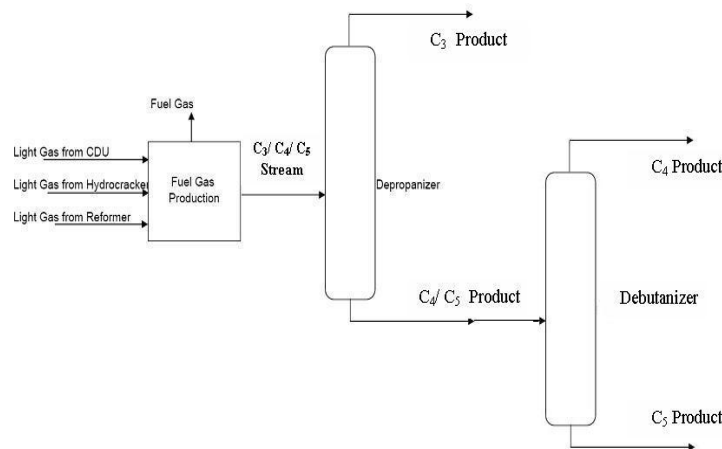 C3 Product
Fuel Gas
Light Gas from CDU
Light Gas from Hydrocracker
Light Gas from Reformer
Fuel Gas
Production
C3/ C4/ C5
Stream
Depropanizer
C4 Product
C4/ C5 Product
Debutanizer
C5 Product